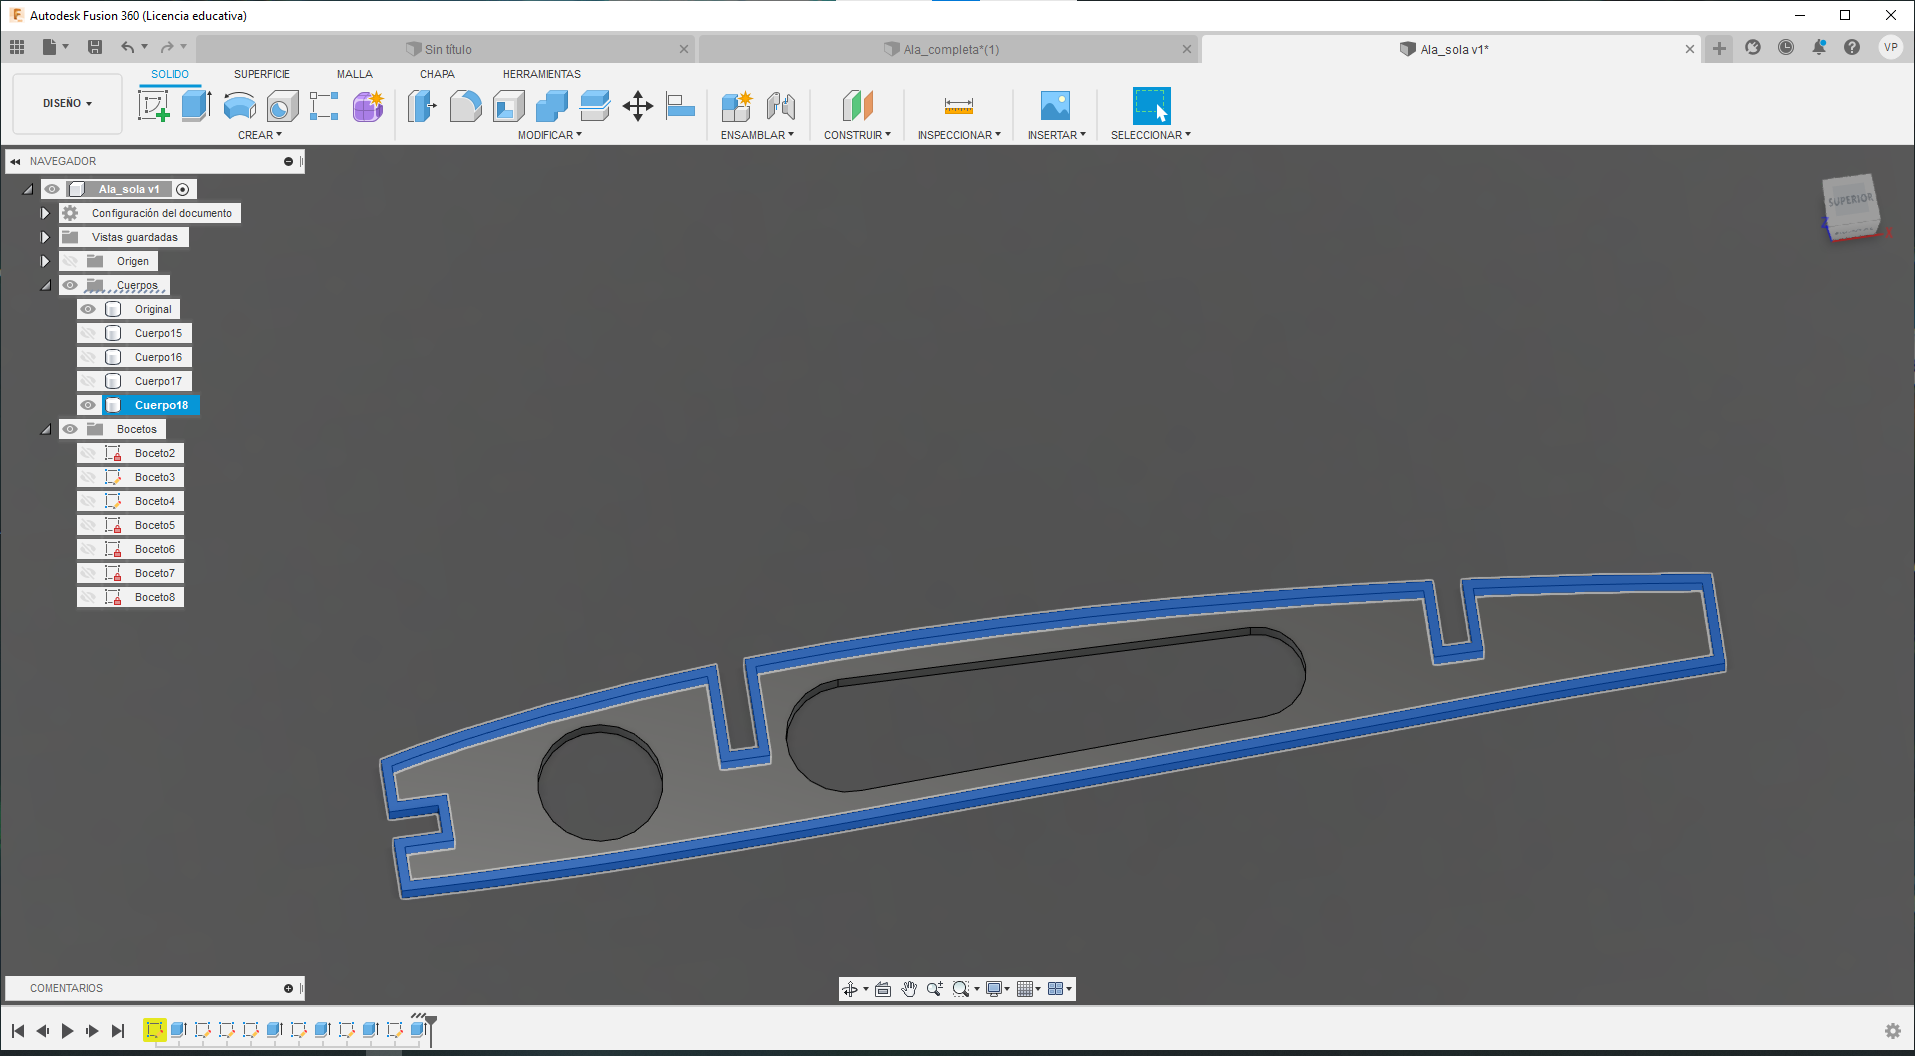 Autodesk Fusion 360 (Licencia educativa)
Sin título
Ala_completa*(1)
Ala_sola v1*
VP
DISEÑO
SOLIDO
SUPERFICIE
MALLA
CHAPA
HERRAMIENTAS
CREAR
MODIFICAR
ENSAMBLAR
CONSTRUIR
INSPECCIONAR
INSERTAR
SELECCIONAR
NAVEGADOR
Ala_sola v1
Configuración del documento
Vistas guardadas
Origen
Cuerpos
Original
Cuerpo15
Cuerpo16
Cuerpo17
Cuerpo18
Bocetos
Boceto2
Boceto3
Boceto4
Boceto5
Boceto6
Boceto7
Boceto8
SUPERIOR
Z
X
COMENTARIOS